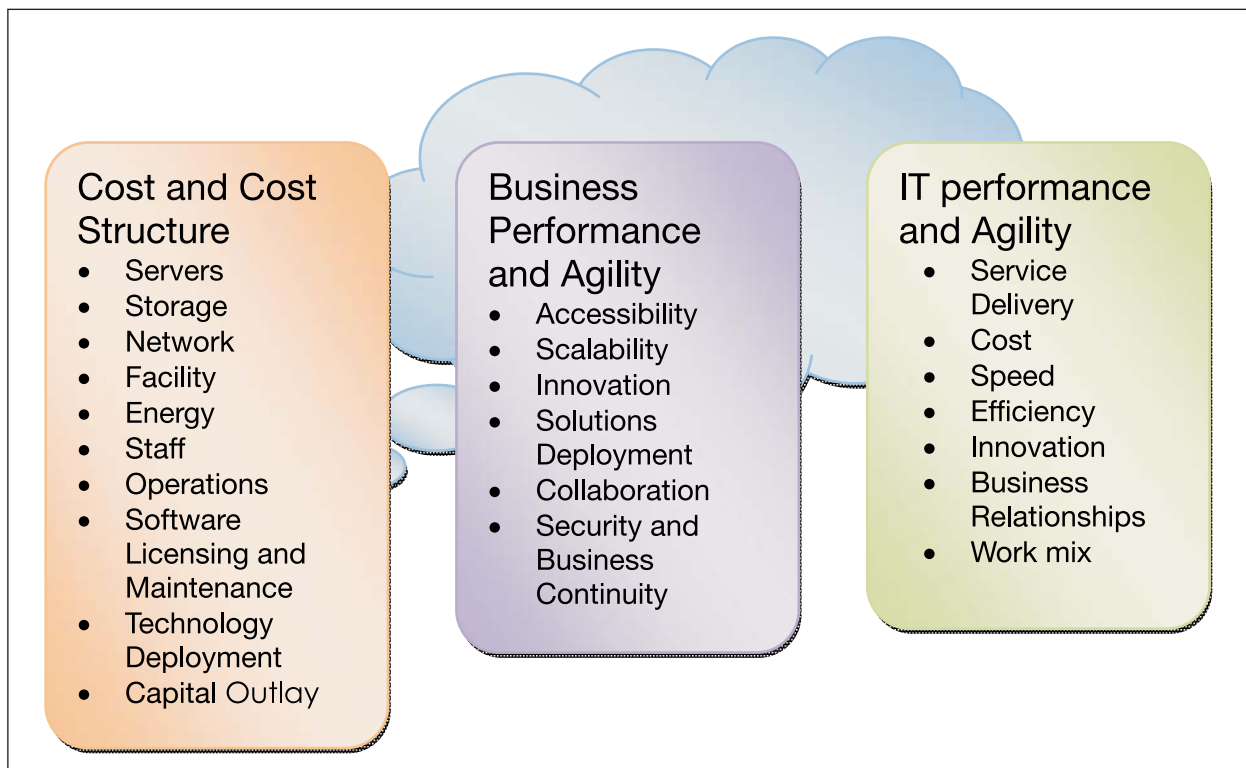 Cost and Cost
Structure
• Servers
• Storage
• Network
• Facility
• Energy
• Staff
• Operations
• Software
Licensing and
Maintenance
• Technology
Deployment
• Capital Outlay
Business
Performance
and Agility
• Accessibility
• Scalability
• Innovation
• Solutions
Deployment
• Collaboration
• Security and
Business
Continuity
IT performance
and Agility
• Service
Delivery
• Cost
• Speed
• Efficiency
• Innovation
• Business
Relationships
• Work mix